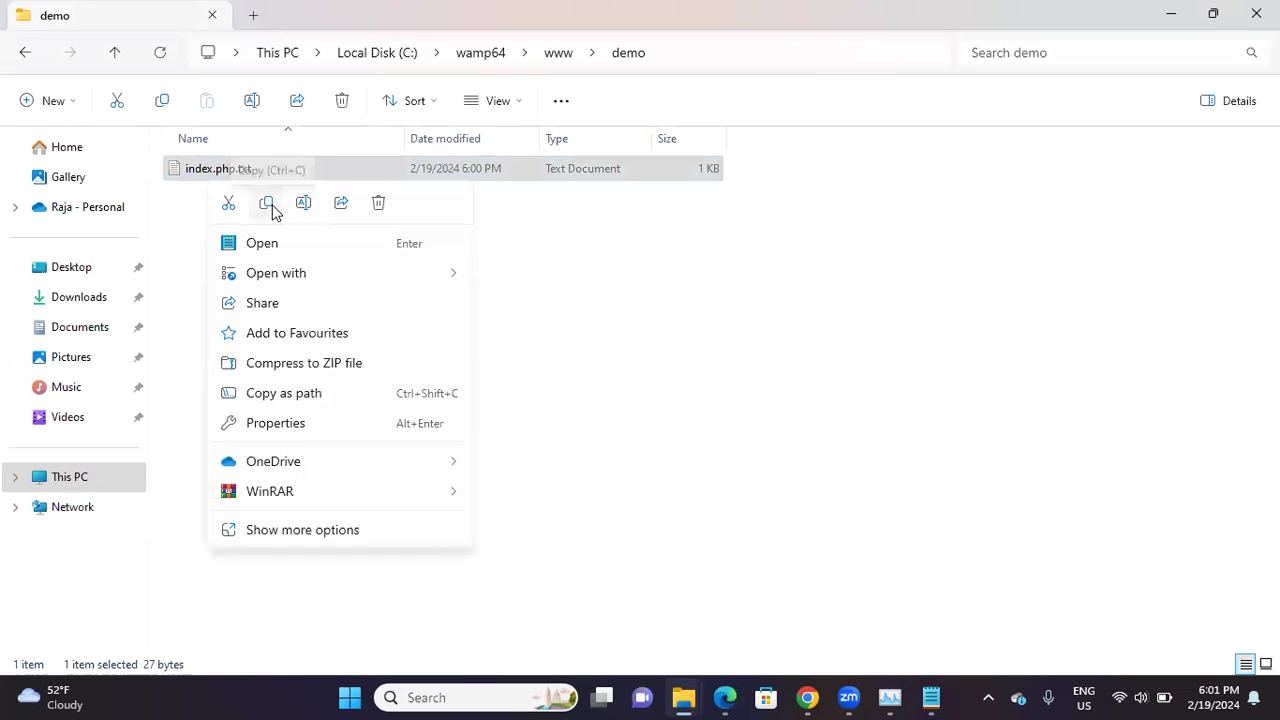 demo
This PC > Local Disk (C:) > wamp64 > www > demo
Search demo
New
Sort
View
Details
Name
Date modified
Type
Size
index.php.txt
2/19/2024 6:00 PM
Text Document
1 KB
Copy (Ctrl+C)
Open Enter
Open with
Share
Add to Favourites
Compress to ZIP file
Copy as path Ctrl+Shift+C
Properties Alt+Enter
OneDrive
WinRAR
Show more options
Home
Gallery
Raja - Personal
Desktop
Downloads
Documents
Pictures
Music
Videos
This PC
Network
1 item
1 item selected 27 bytes
52°F
Cloudy
Search
zm
ENG
US
6:01 PM
2/19/2024